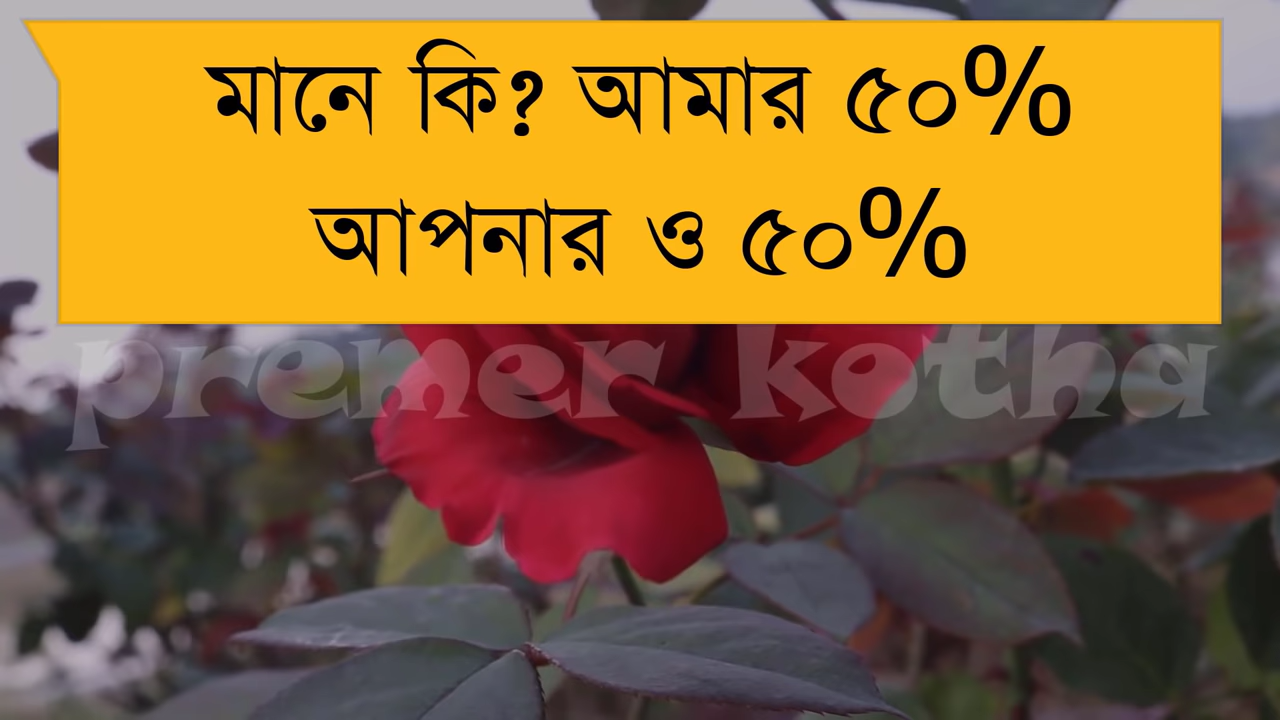 মানে কি? আমার ৫০%
আপনার ও ৫০%
premer kotha